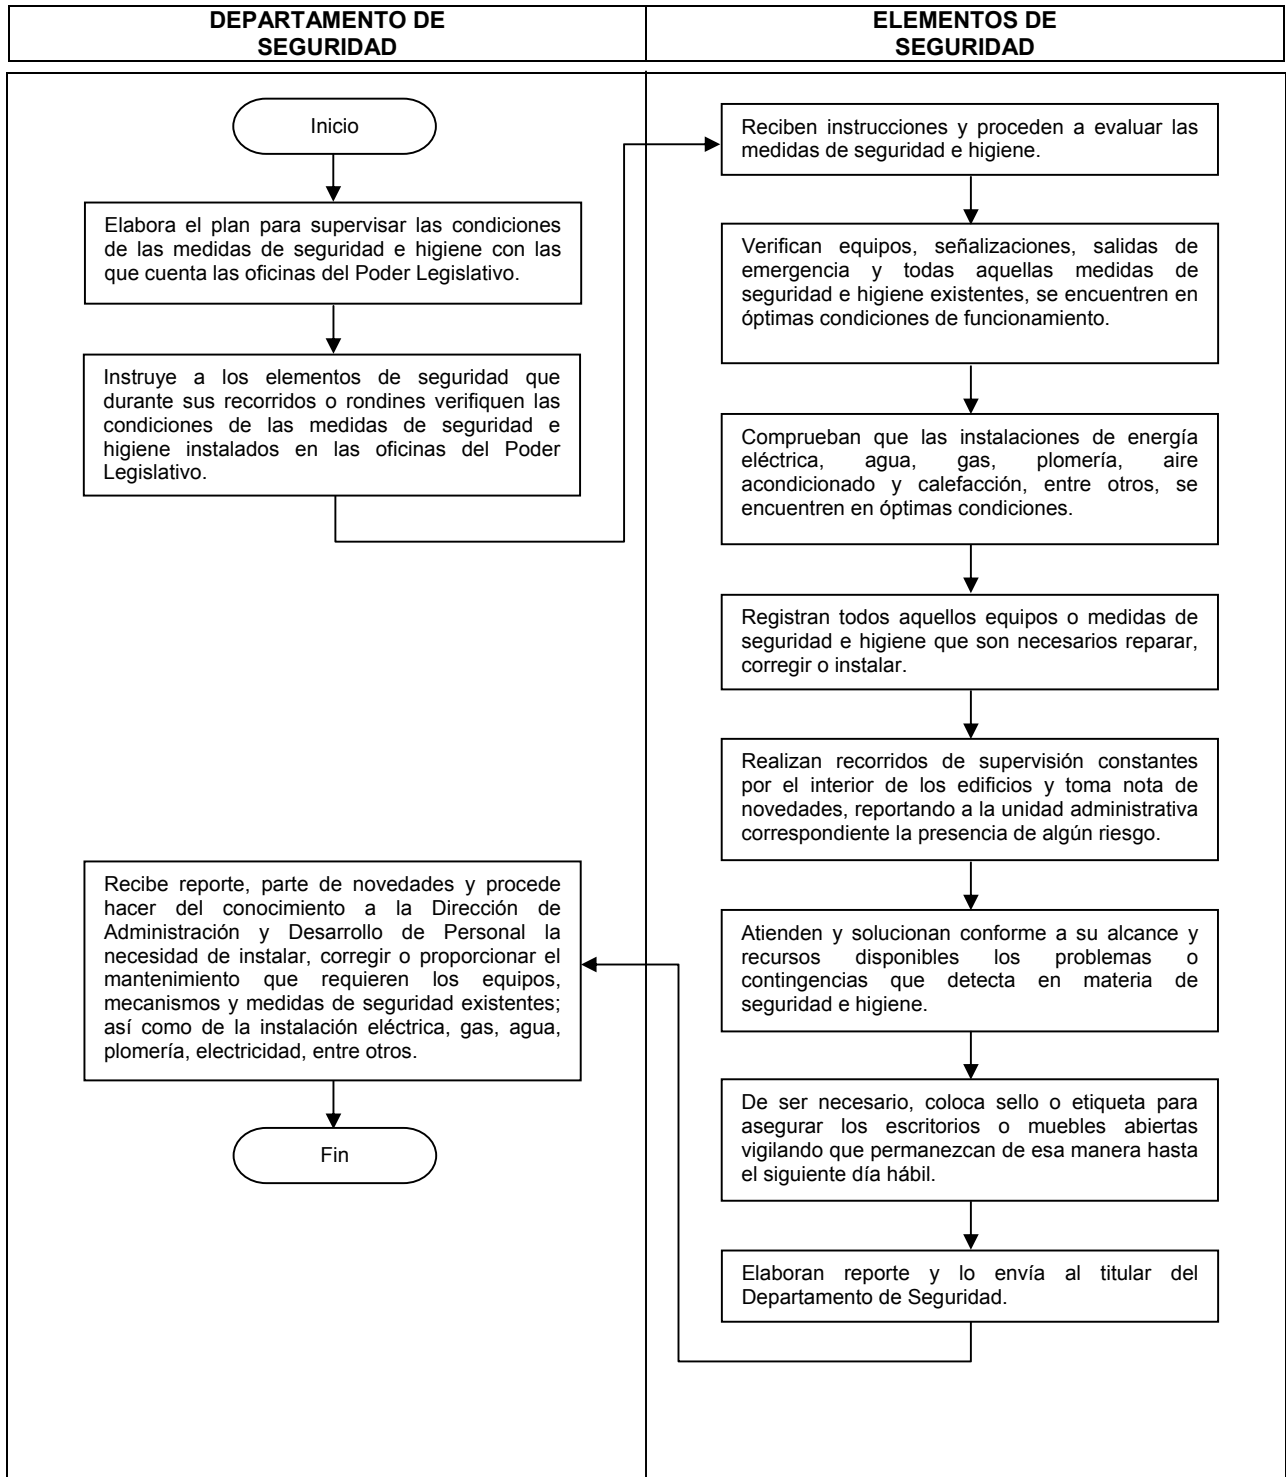 DEPARTAMENTO DE
SEGURIDAD
ELEMENTOS DE
SEGURIDAD
Inicio
Elabora el plan para supervisar las condiciones
de las medidas de seguridad e higiene con las
que cuenta las oficinas del Poder Legislativo.
Instruye a los elementos de seguridad que
durante sus recorridos o rondines verifiquen las
condiciones de las medidas de seguridad e
higiene instalados en las oficinas del Poder
Legislativo.
Reciben instrucciones y proceden a evaluar las
medidas de seguridad e higiene.
Verifican equipos, señalizaciones, salidas de
emergencia y todas aquellas medidas de
seguridad e higiene existentes, se encuentren en
óptimas condiciones de funcionamiento.
Comprueban que las instalaciones de energía
eléctrica, agua, gas, plomería, aire
acondicionado y calefacción, entre otros, se
encuentren en óptimas condiciones.
Registran todos aquellos equipos o medidas de
seguridad e higiene que son necesarios reparar,
corregir o instalar.
Realizan recorridos de supervisión constantes
por el interior de los edificios y toma nota de
novedades, reportando a la unidad administrativa
correspondiente la presencia de algún riesgo.
Atienden y solucionan conforme a su alcance y
recursos disponibles los problemas o
contingencias que detecta en materia de
seguridad e higiene.
De ser necesario, coloca sello o etiqueta para
asegurar los escritorios o muebles abiertas
vigilando que permanezcan de esa manera hasta
el siguiente día hábil.
Elaboran reporte y lo envía al titular del
Departamento de Seguridad.
Recibe reporte, parte de novedades y procede
hacer del conocimiento a la Dirección de
Administración y Desarrollo de Personal la
necesidad de instalar, corregir o proporcionar el
mantenimiento que requieren los equipos,
mecanismos y medidas de seguridad existentes;
así como de la instalación eléctrica, gas, agua,
plomería, electricidad, entre otros.
Fin